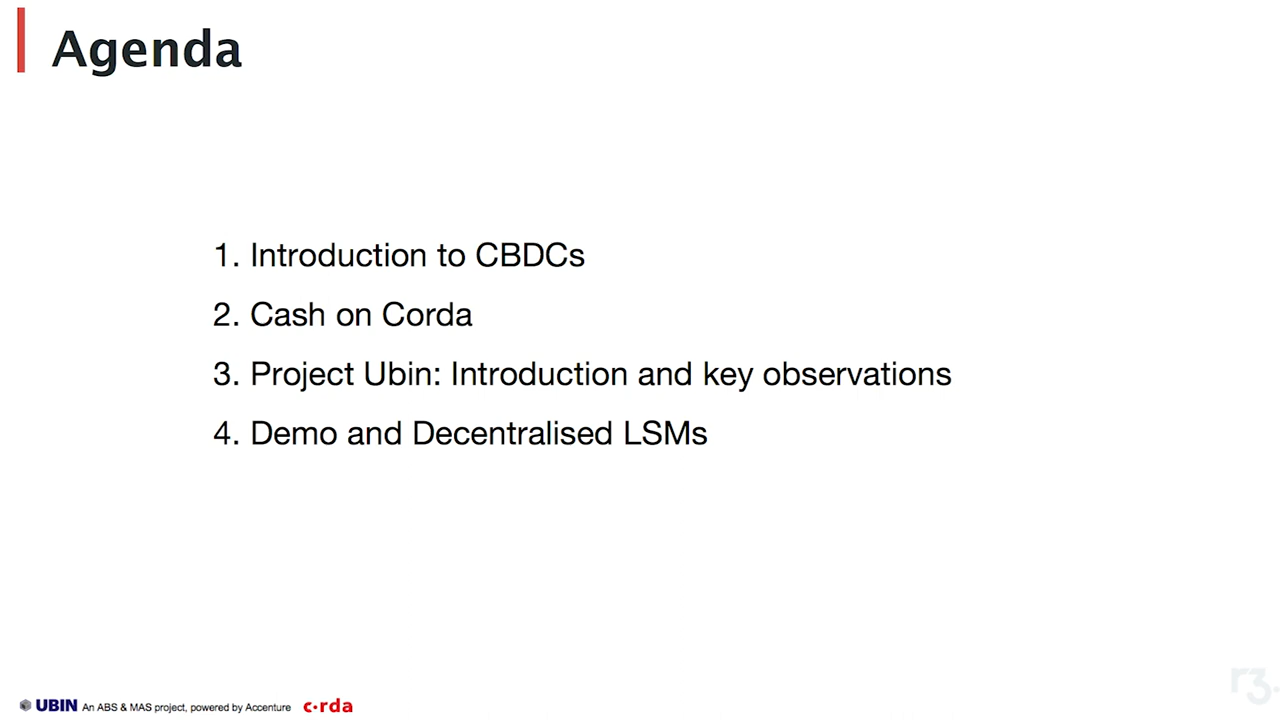 Agenda
1. Introduction to CBDCs
2. Cash on Corda
3. Project Ubin: Introduction and key observations
4. Demo and Decentralised LSMs
UBIN An ABS & MAS project, powered by Accenture c·rda
r3.